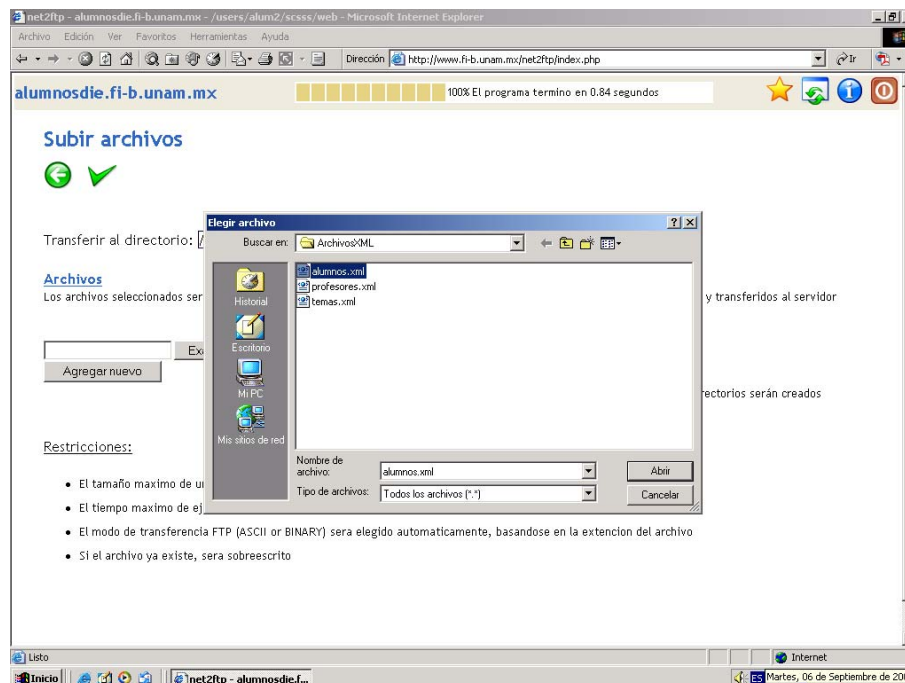 net2ftp - alumnosdie.fi-b.unam.mx - /users/alum2/scsss/web - Microsoft Internet Explorer
Archivo Edición Ver Favoritos Herramientas Ayuda
Dirección http://www.fi-b.unam.mx/net2ftp/index.php Ir
alumnosdie.fi-b.unam.mx 100% El programa termino en 0.84 segundos
Subir archivos
Elegir archivo
Transferir al directorio: /
Buscar en: ArchivosXML
alumnos.xml
profesores.xml
temas.xml
Historial
Escritorio
Mi PC
Mis sitios de red
Archivos
Los archivos seleccionados ser y transferidos al servidor
Ex
Agregar nuevo
ectorios serán creados
Nombre de archivo: alumnos.xml Abrir
Tipo de archivos: Todos los archivos (*.*) Cancelar
Restricciones:
El tamaño maximo de u
El tiempo maximo de ej
El modo de transferencia FTP (ASCII or BINARY) sera elegido automaticamente, basandose en la extencion del archivo
Si el archivo ya existe, sera sobreescrito
Listo Internet
Inicio net2ftp - alumnosdie.f... ES Martes, 06 de Septiembre de 20